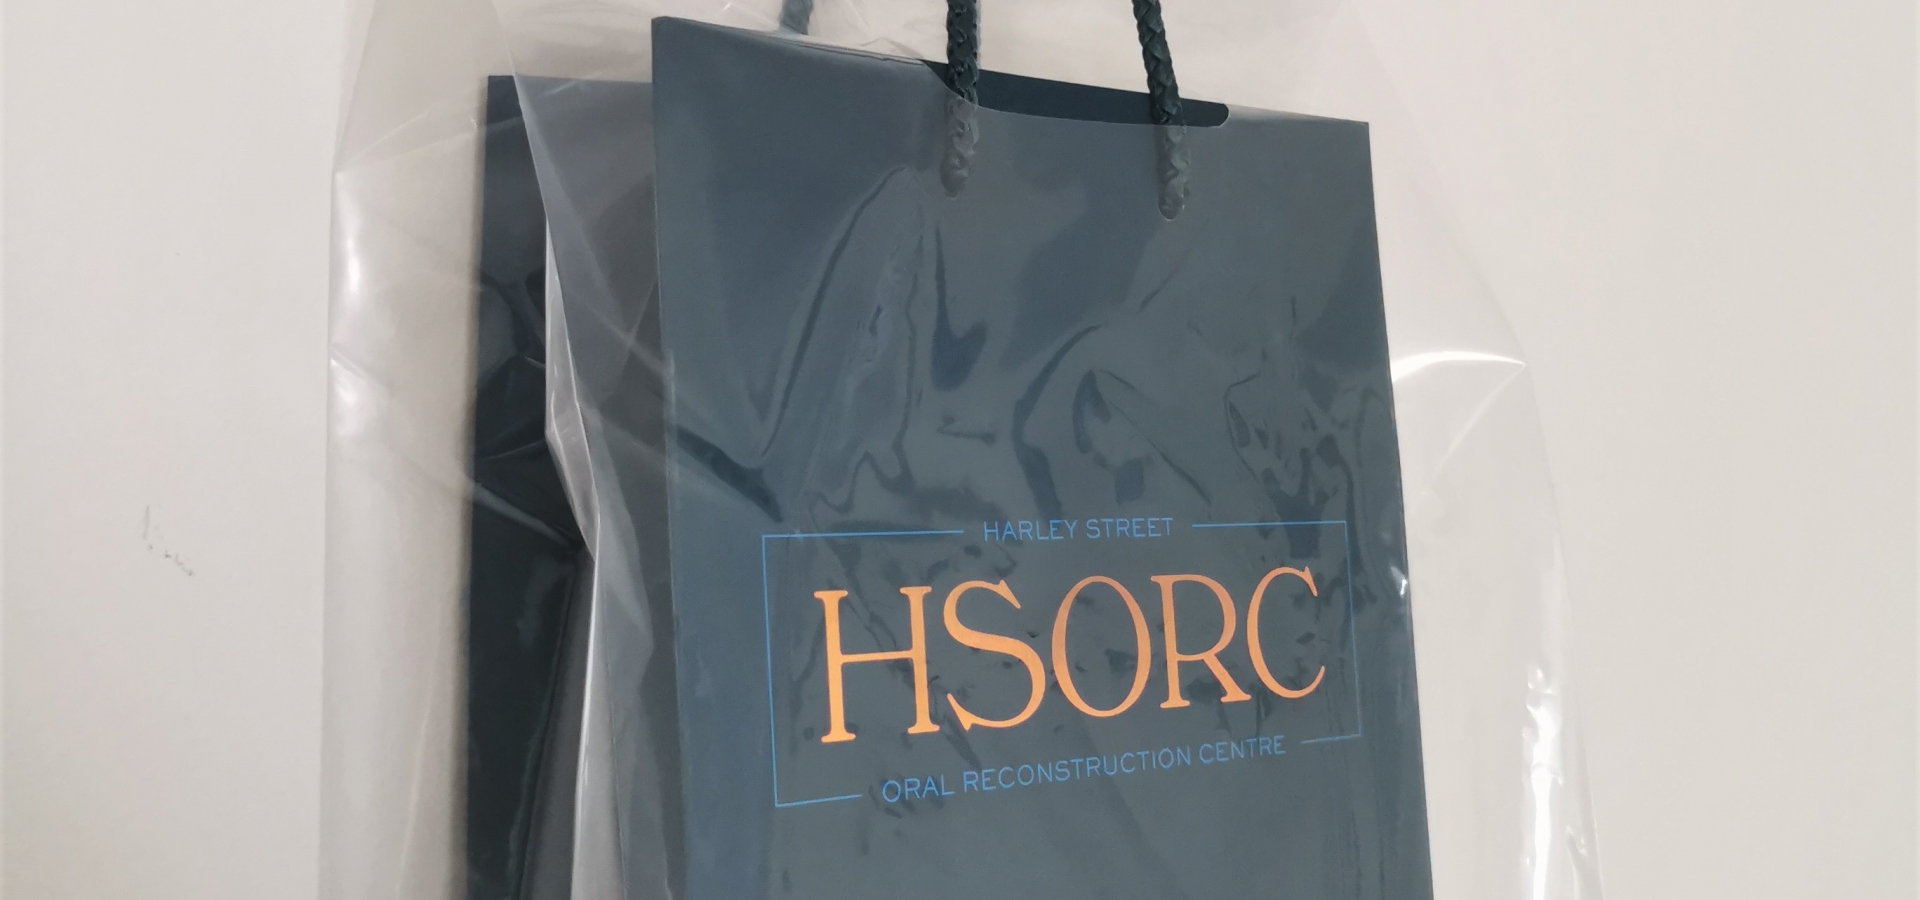 HARLEY STREET
HSORC
ORAL RECONSTRUCTION CENTRE